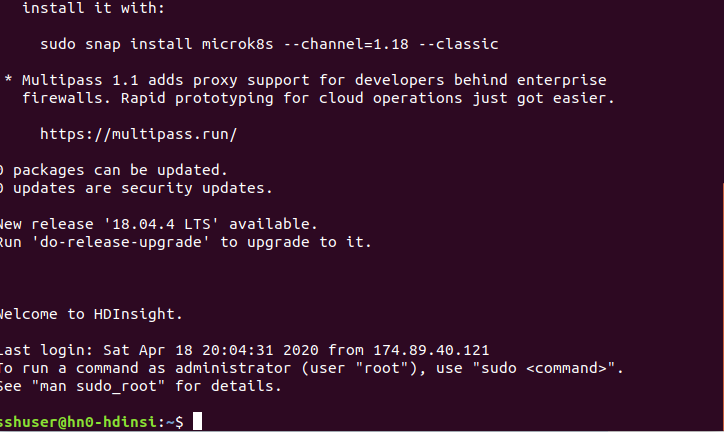 install it with:
sudo snap install microk8s --channel=1.18 --classic
* Multipass 1.1 adds proxy support for developers behind enterprise
firewalls. Rapid prototyping for cloud operations just got easier.
https://multipass.run/
0 packages can be updated.
0 updates are security updates.
New release '18.04.4 LTS' available.
Run 'do-release-upgrade' to upgrade to it.
Welcome to HDInsight.
Last login: Sat Apr 18 20:04:31 2020 from 174.89.40.121
To run a command as administrator (user "root"), use "sudo <command>".
See "man sudo_root" for details.
sshuser@hn0-hdinsi:~$